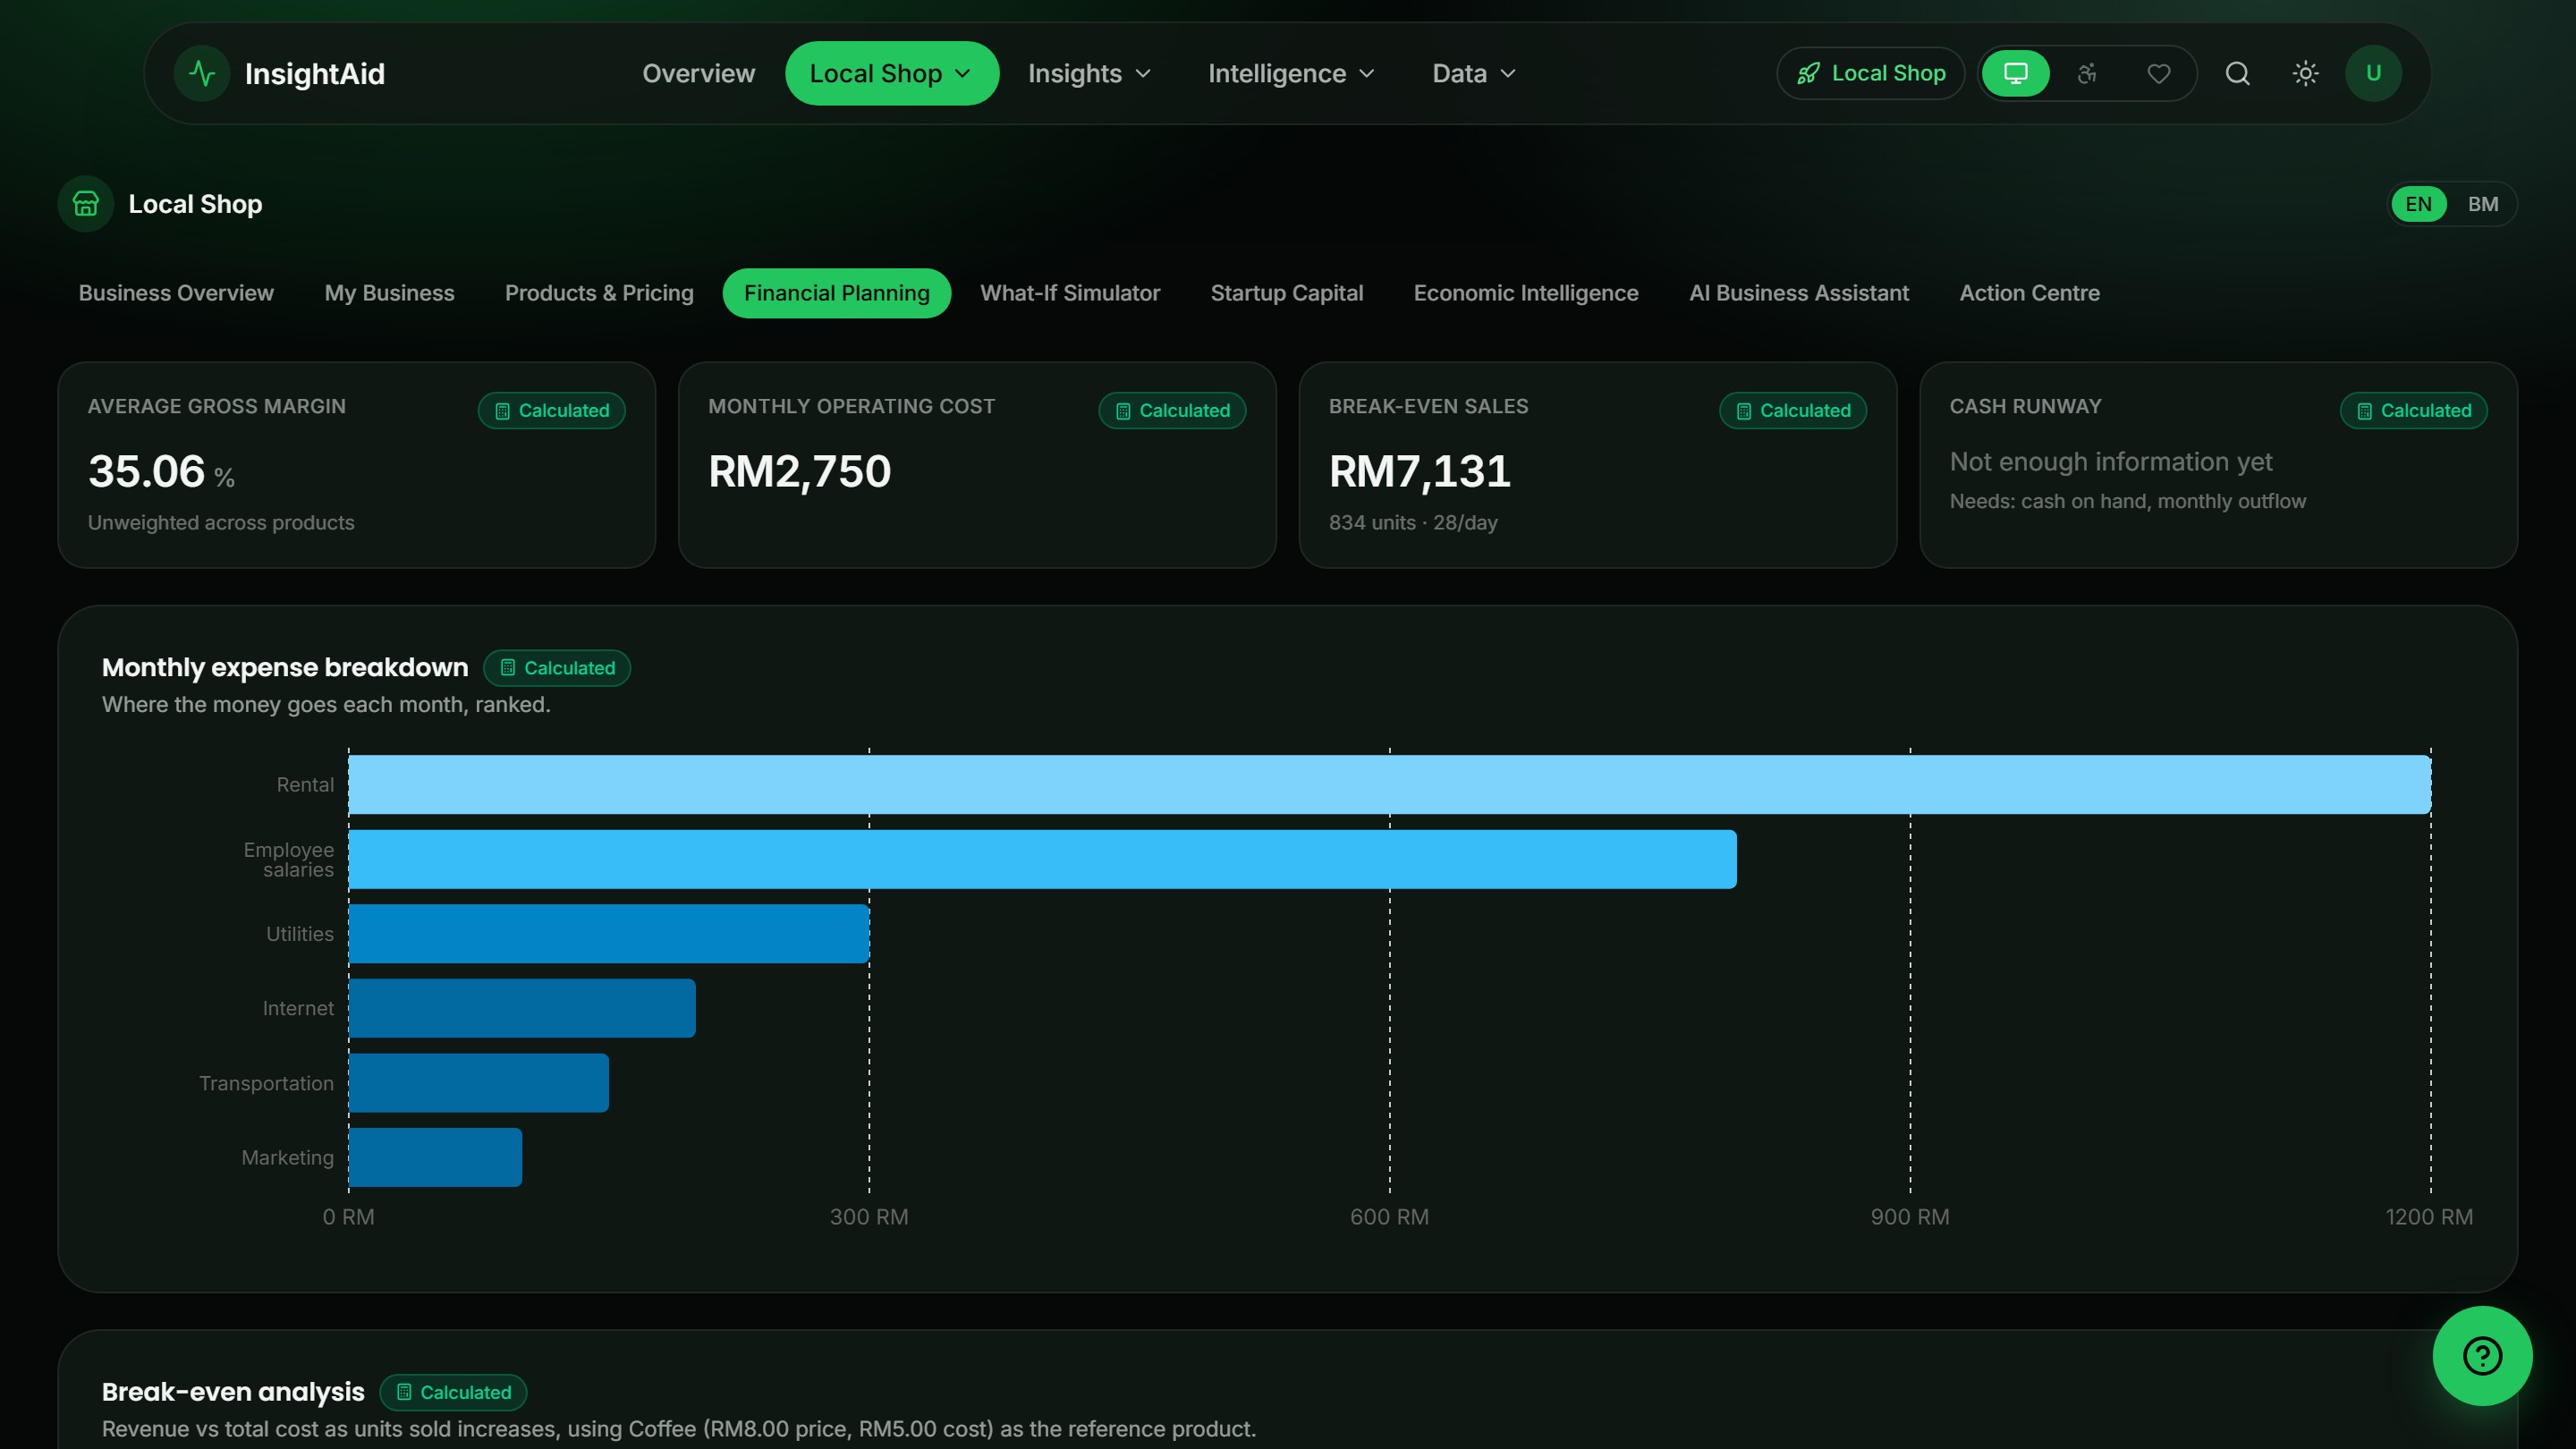 InsightAid
Overview
Local Shop
Insights
Intelligence
Data
Local Shop
U
Local Shop
EN
BM
Business Overview
My Business
Products & Pricing
Financial Planning
What-If Simulator
Startup Capital
Economic Intelligence
AI Business Assistant
Action Centre
AVERAGE GROSS MARGIN
Calculated
35.06 %
Unweighted across products
MONTHLY OPERATING COST
Calculated
RM2,750
BREAK-EVEN SALES
Calculated
RM7,131
834 units · 28/day
CASH RUNWAY
Calculated
Not enough information yet
Needs: cash on hand, monthly outflow
Monthly expense breakdown
Calculated
Where the money goes each month, ranked.
Rental
Employee
salaries
Utilities
Internet
Transportation
Marketing
0 RM
300 RM
600 RM
900 RM
1200 RM
Break-even analysis
Calculated
Revenue vs total cost as units sold increases, using Coffee (RM8.00 price, RM5.00 cost) as the reference product.